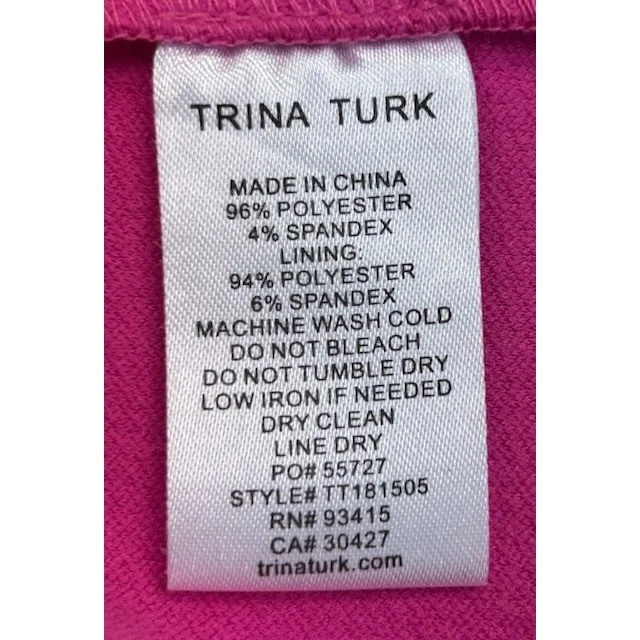 TRINA TURK
MADE IN CHINA
96% POLYESTER
4% SPANDEX
LINING:
94% POLYESTER
6% SPANDEX
MACHINE WASH COLD
DO NOT BLEACH
DO NOT TUMBLE DRY
LOW IRON IF NEEDED
DRY CLEAN
LINE DRY
PO# 55727
STYLE# TT181505
RN# 93415
CA# 30427
trinaturk.com